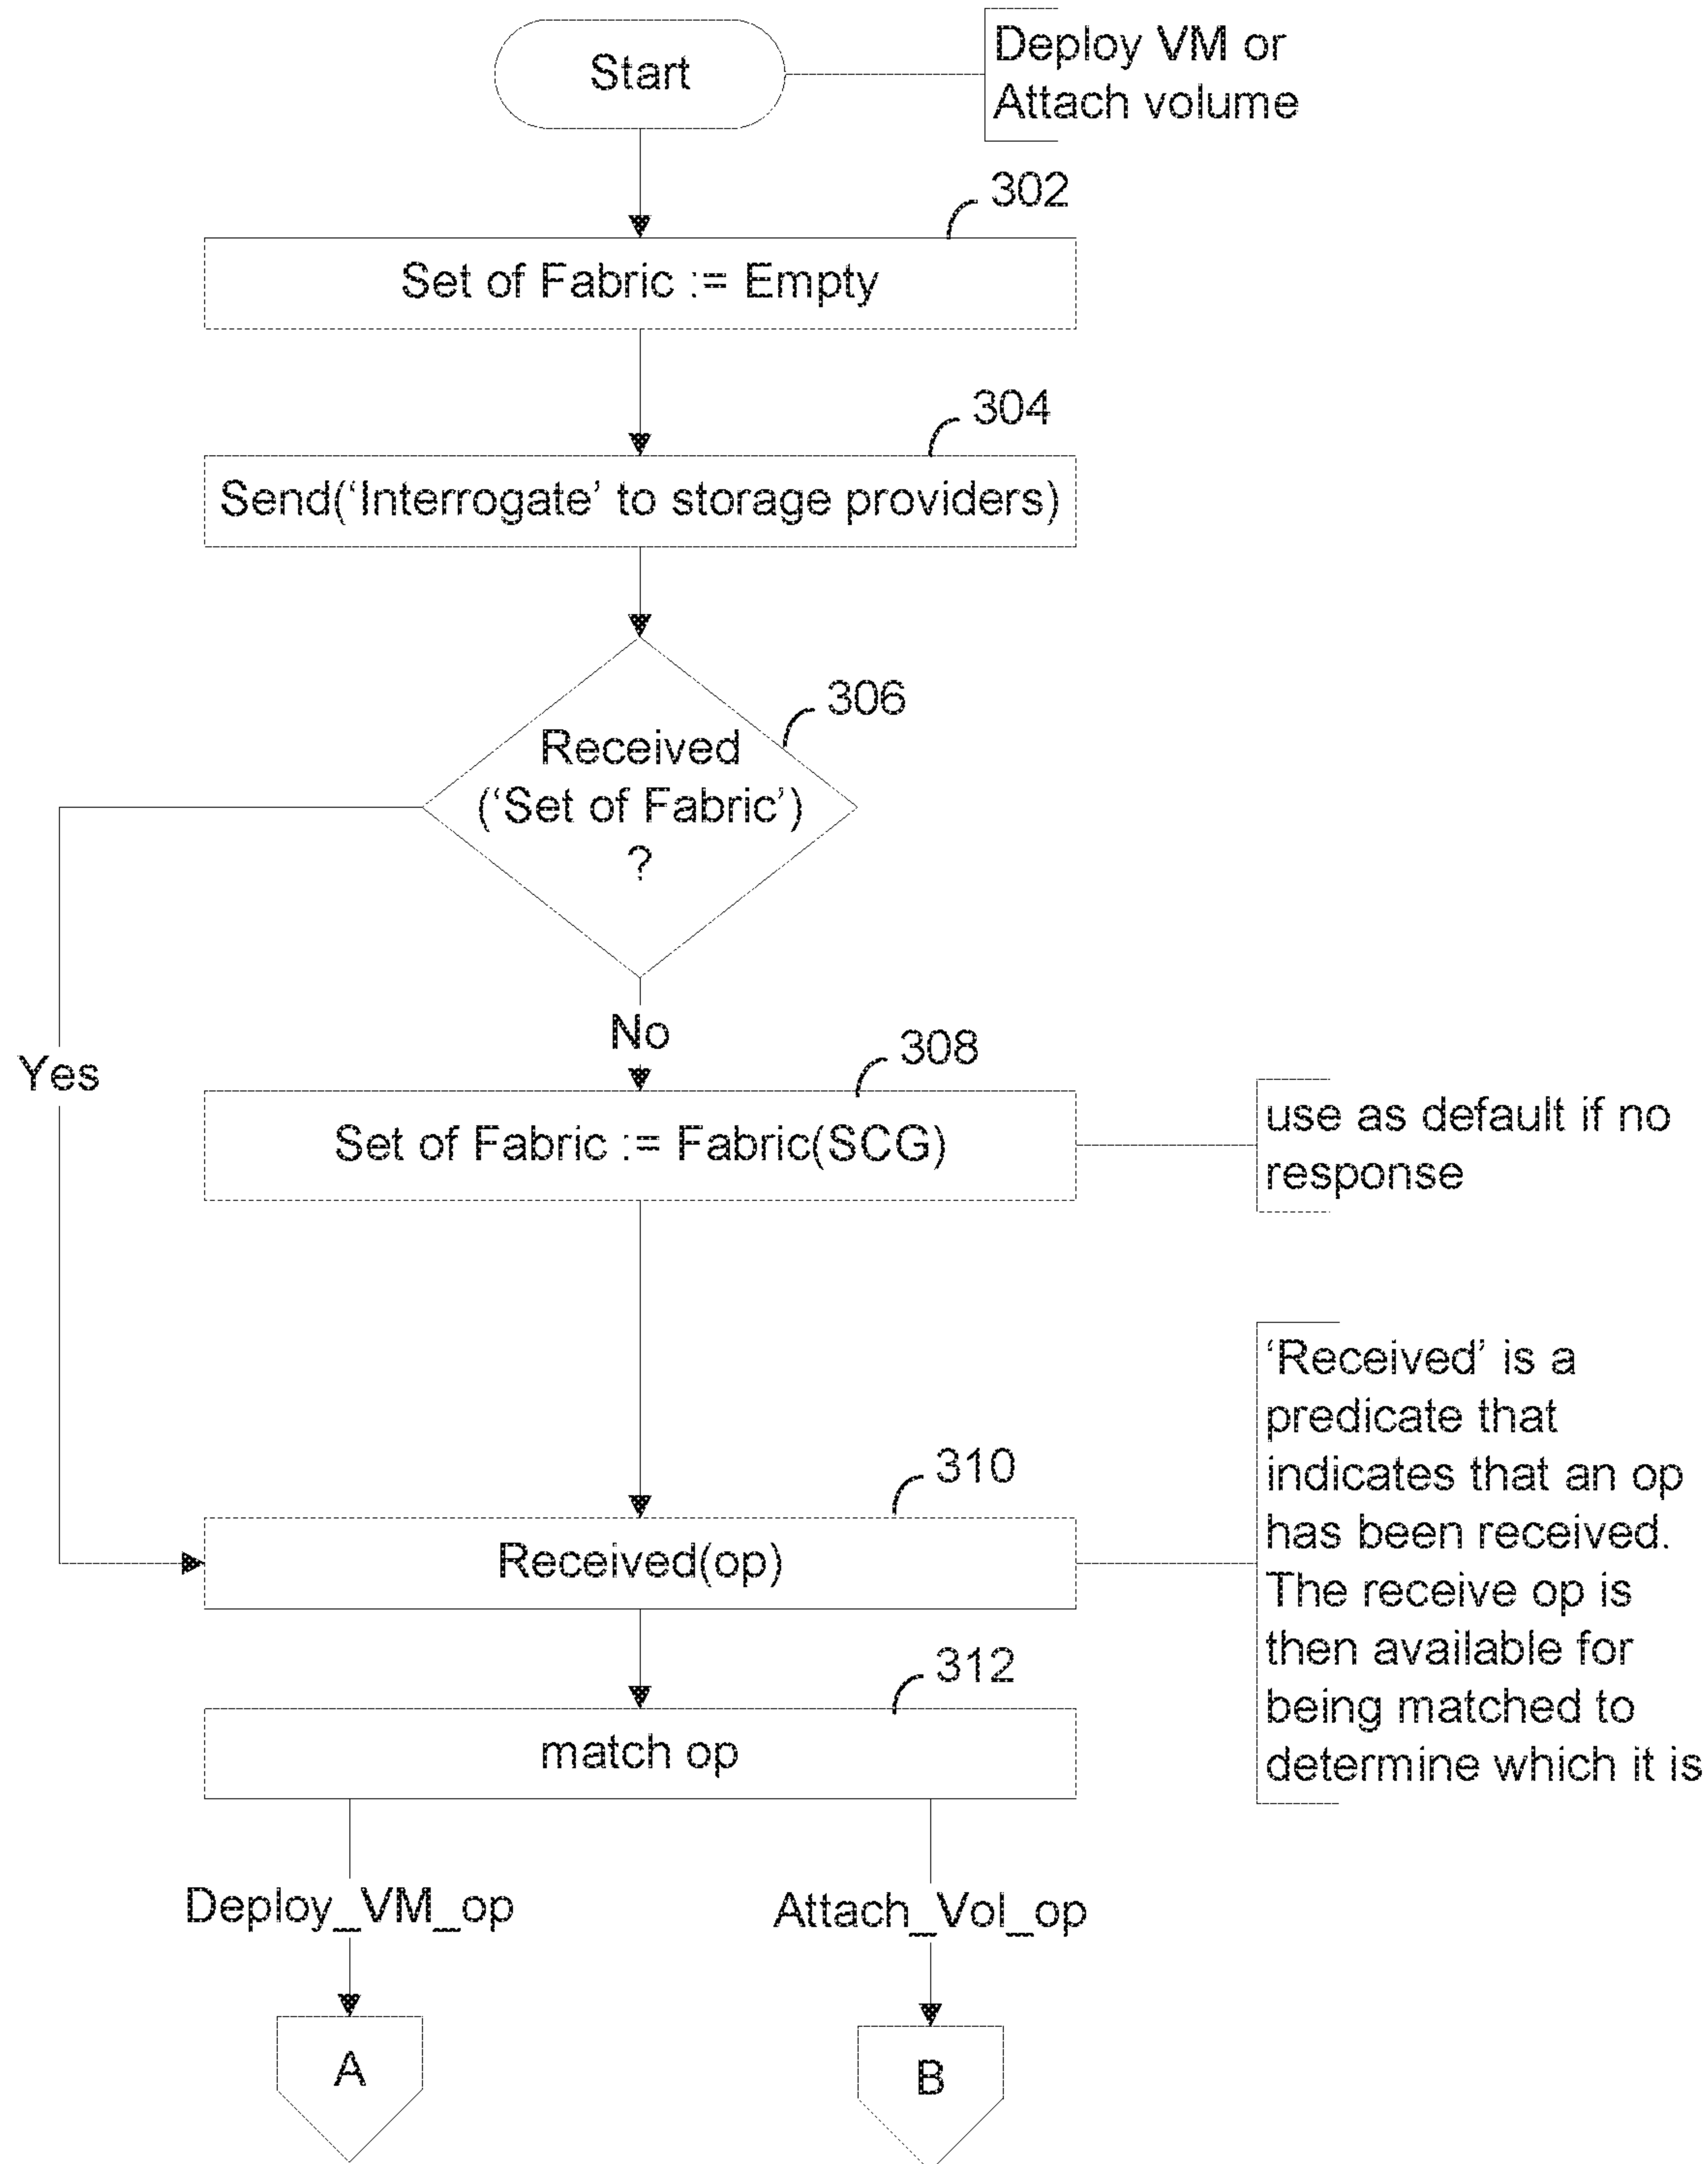 Start
Deploy VM or
Attach volume
302
Set of Fabric := Empty
304
Send('Interrogate' to storage providers)
306
Received
('Set of Fabric')
?
No
Yes
308
Set of Fabric := Fabric(SCG)
use as default if no
response
310
Received(op)
'Received' is a
predicate that
indicates that an op
has been received.
The receive op is
then available for
being matched to
determine which it is
312
match op
Deploy_VM_op
Attach_Vol_op
A
B